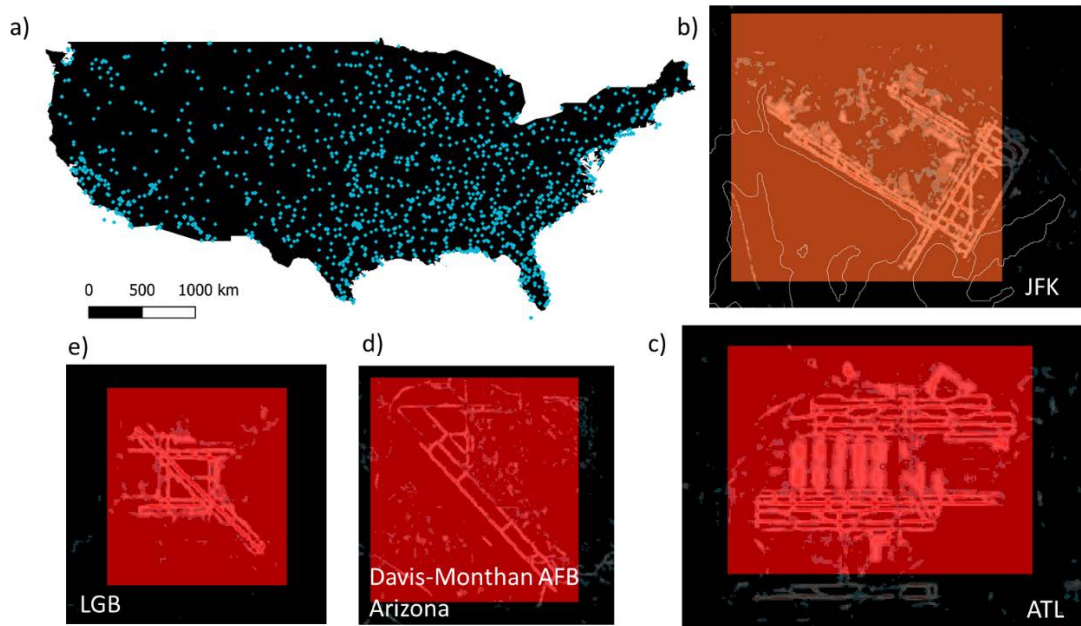 a)
0 500 1000 km
b)
JFK
e)
LGB
d)
Davis-Monthan AFB
Arizona
c)
ATL